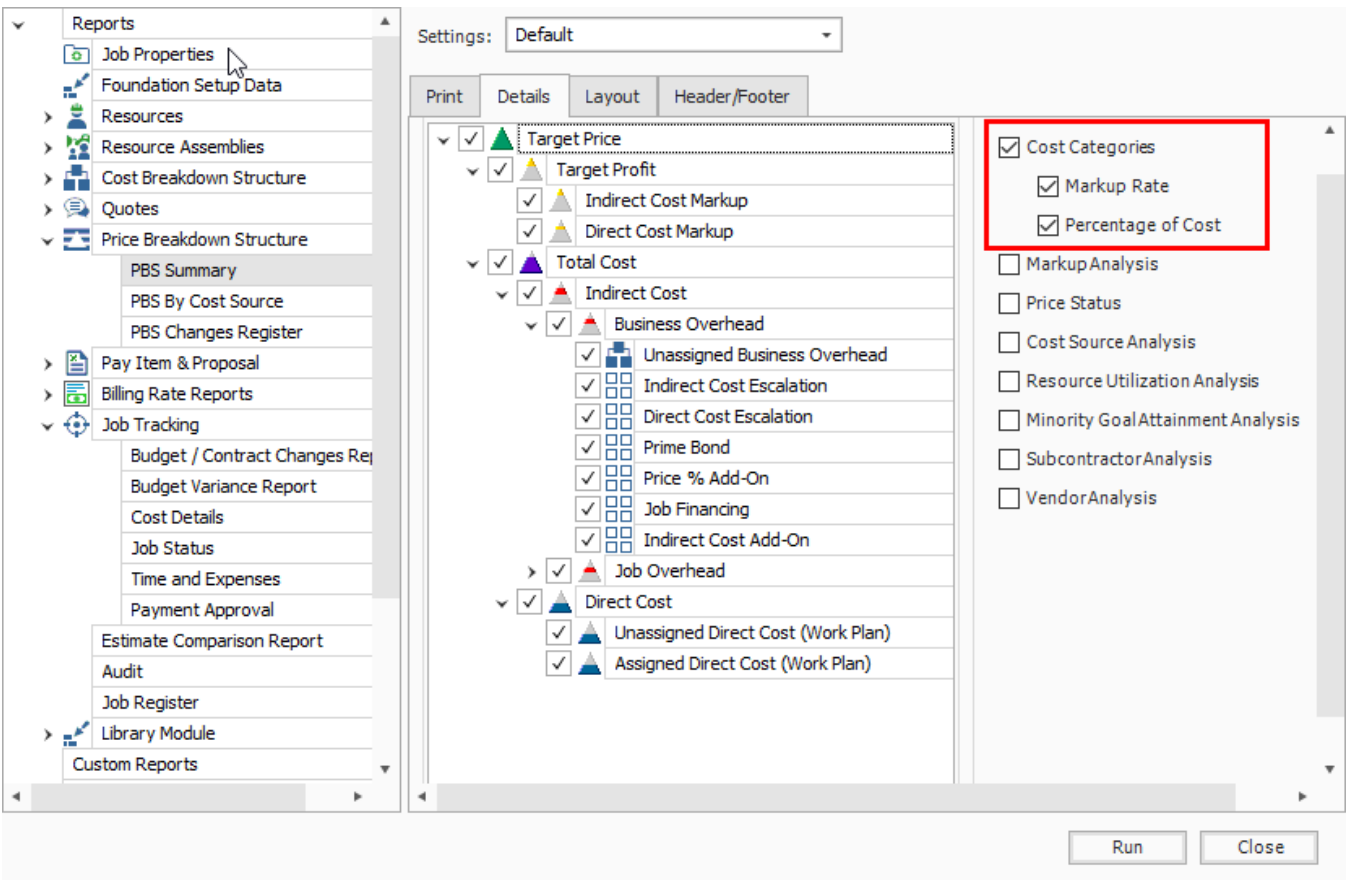 Reports
Job Properties
Foundation Setup Data
Resources
Resource Assemblies
Cost Breakdown Structure
Quotes
Price Breakdown Structure
PBS Summary
PBS By Cost Source
PBS Changes Register
Pay Item & Proposal
Billing Rate Reports
Job Tracking
Budget / Contract Changes Rep
Budget Variance Report
Cost Details
Job Status
Time and Expenses
Payment Approval
Estimate Comparison Report
Audit
Job Register
Library Module
Custom Reports
Settings: Default
Print Details Layout Header/Footer
Target Price
Target Profit
Indirect Cost Markup
Direct Cost Markup
Total Cost
Indirect Cost
Business Overhead
Unassigned Business Overhead
Indirect Cost Escalation
Direct Cost Escalation
Prime Bond
Price % Add-On
Job Financing
Indirect Cost Add-On
Job Overhead
Direct Cost
Unassigned Direct Cost (Work Plan)
Assigned Direct Cost (Work Plan)
Cost Categories
Markup Rate
Percentage of Cost
Markup Analysis
Price Status
Cost Source Analysis
Resource Utilization Analysis
Minority Goal Attainment Analysis
Subcontractor Analysis
Vendor Analysis
Run Close